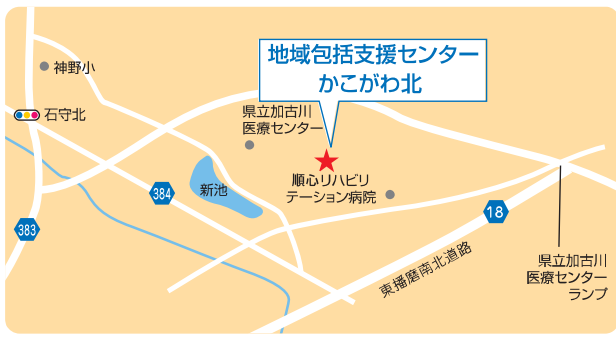 地域包括支援センター
かこがわ北
神野小
石守北
県立加古川
医療センター
順心リハビリ
テーション病院
新池
384
383
18
東播磨南北道路
県立加古川
医療センター
ランプ